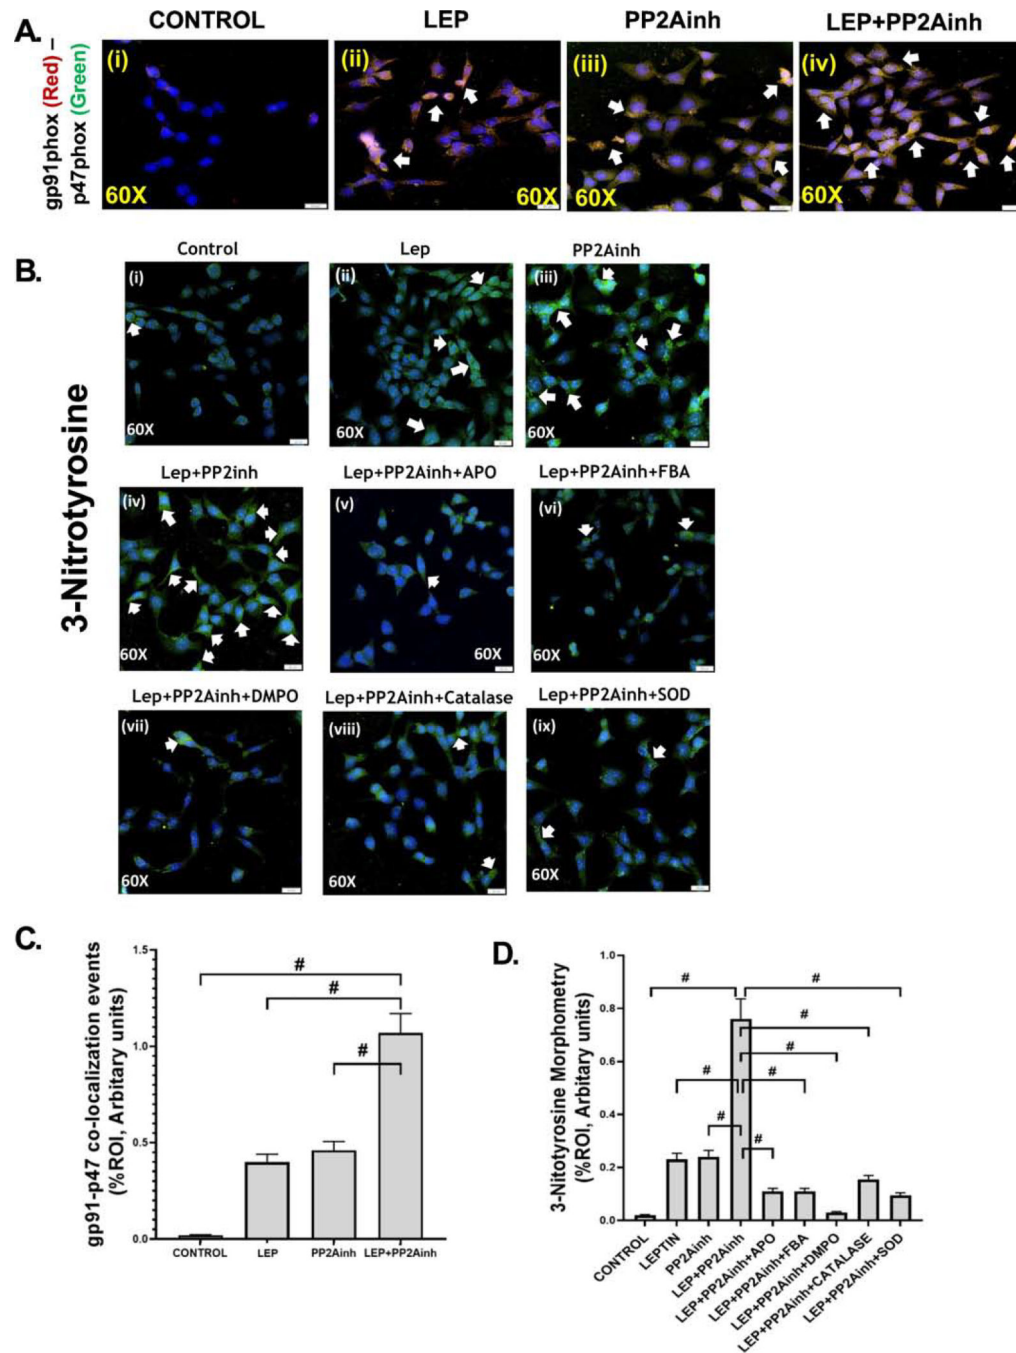 A.
CONTROL
LEP
PP2Ainh
LEP+PP2Ainh
gp91phox (Red) –
p47phox (Green)
(i)
60X
(ii)
60X
(iii)
60X
(iv)
60X
B.
3-Nitrotyrosine
Control
Lep
PP2Ainh
(i)
60X
(ii)
60X
(iii)
60X
Lep+PP2inh
Lep+PP2Ainh+APO
Lep+PP2Ainh+FBA
(iv)
60X
(v)
60X
(vi)
60X
Lep+PP2Ainh+DMPO
Lep+PP2Ainh+Catalase
Lep+PP2Ainh+SOD
(vii)
60X
(viii)
60X
(ix)
60X
C.
gp91-p47 co-localization events
(%ROI, Arbitary units)
1.5
1.0
0.5
0.0
#
#
#
CONTROL
LEP
PP2Ainh
LEP+PP2Ainh
D.
3-Nitotyrosine Morphometry
(%ROI, Arbitary units)
1.0
0.8
0.6
0.4
0.2
0.0
#
#
#
#
#
#
#
#
CONTROL
LEPTIN
PP2Ainh
LEP+PP2Ainh
LEP+PP2Ainh+APO
LEP+PP2Ainh+FBA
LEP+PP2Ainh+DMPO
LEP+PP2Ainh+CATALASE
LEP+PP2Ainh+SOD